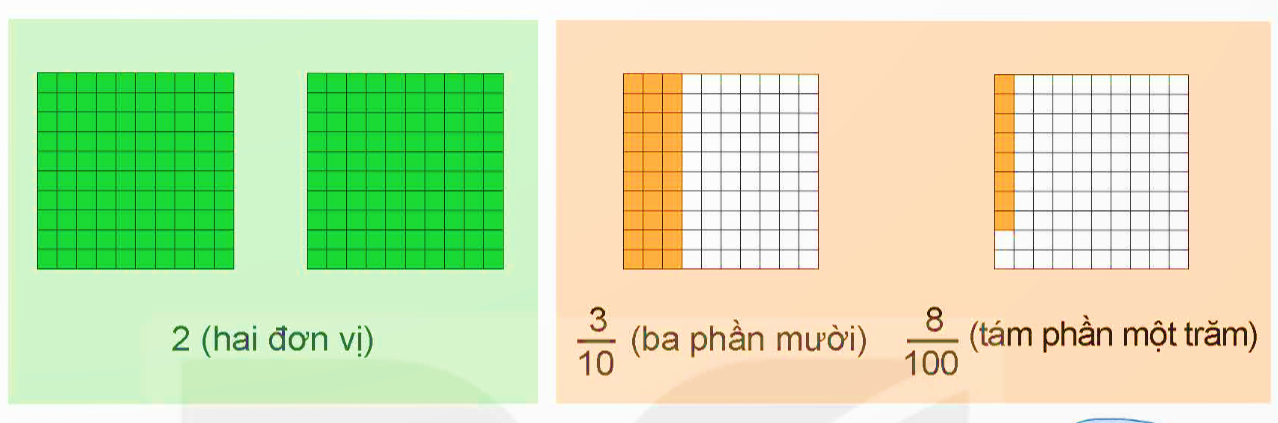 2 (hai đơn vị)
3/10 (ba phần mười)
8/100 (tám phần một trăm)